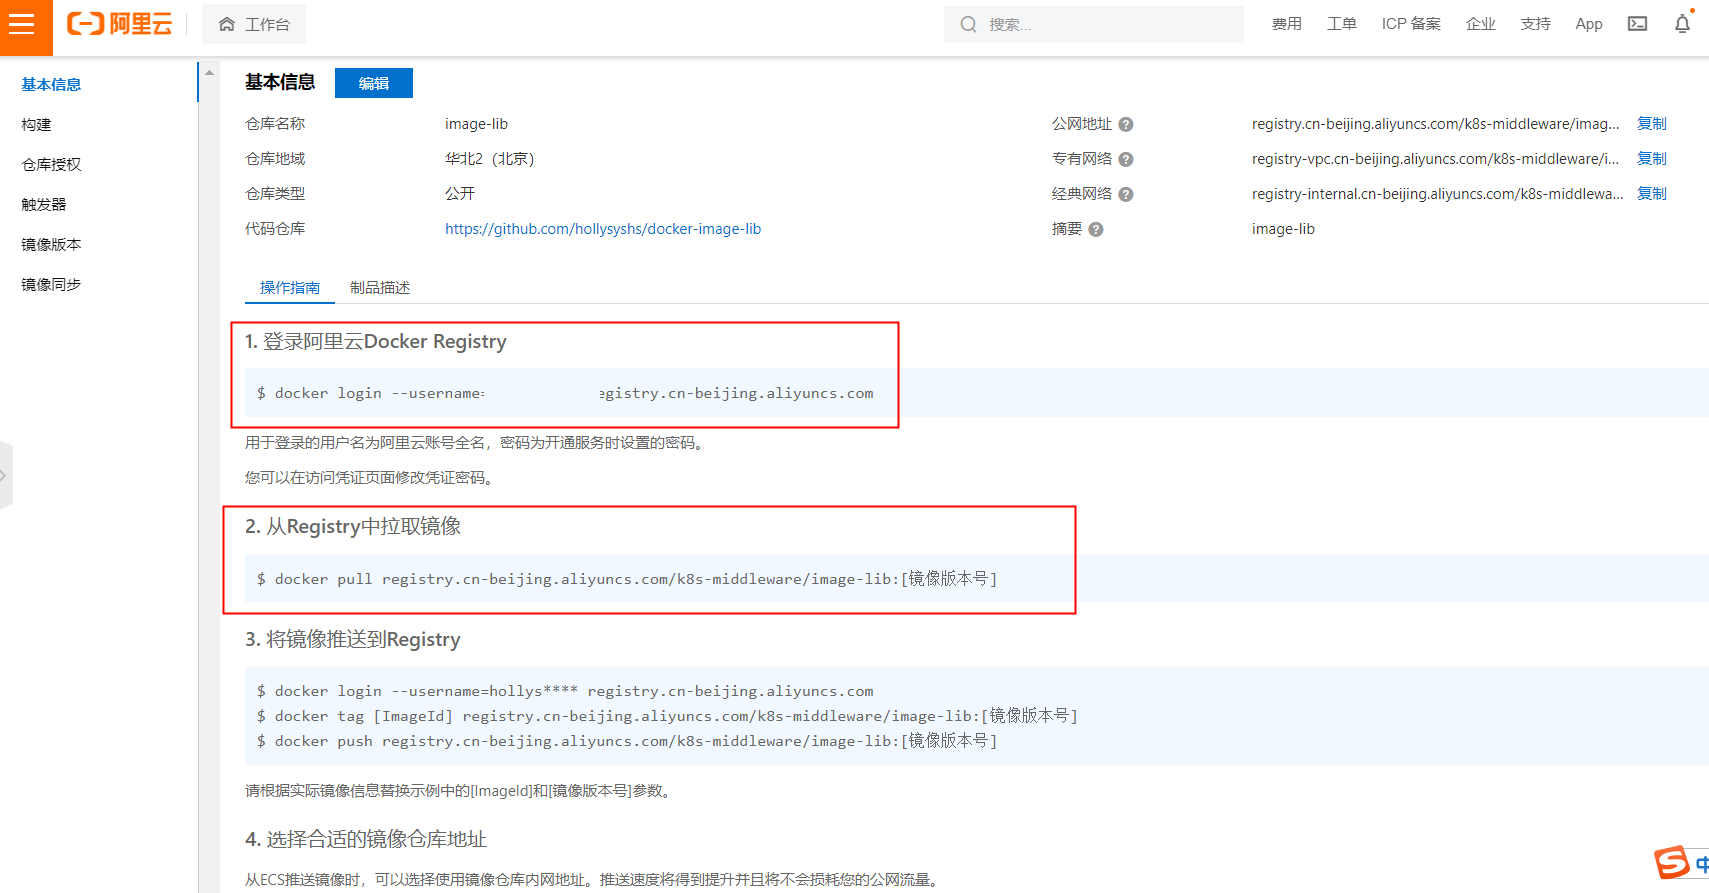 阿里云
工作台
搜索...
费用 工单 ICP 备案 企业 支持 App
基本信息
构建
仓库授权
触发器
镜像版本
镜像同步
基本信息 编辑
仓库名称 image-lib 公网地址 registry.cn-beijing.aliyuncs.com/k8s-middleware/imag... 复制
仓库地域 华北2（北京） 专有网络 registry-vpc.cn-beijing.aliyuncs.com/k8s-middleware/i... 复制
仓库类型 公开 经典网络 registry-internal.cn-beijing.aliyuncs.com/k8s-middlewa... 复制
代码仓库 https://github.com/hollysyshs/docker-image-lib 摘要 image-lib
操作指南 制品描述
1. 登录阿里云Docker Registry
$ docker login --username= egistry.cn-beijing.aliyuncs.com
用于登录的用户名为阿里云账号全名，密码为开通服务时设置的密码。
您可以在访问凭证页面修改凭证密码。
2. 从Registry中拉取镜像
$ docker pull registry.cn-beijing.aliyuncs.com/k8s-middleware/image-lib:[镜像版本号]
3. 将镜像推送到Registry
$ docker login --username=hollys**** registry.cn-beijing.aliyuncs.com
$ docker tag [ImageId] registry.cn-beijing.aliyuncs.com/k8s-middleware/image-lib:[镜像版本号]
$ docker push registry.cn-beijing.aliyuncs.com/k8s-middleware/image-lib:[镜像版本号]
请根据实际镜像信息替换示例中的[ImageId]和[镜像版本号]参数。
4. 选择合适的镜像仓库地址
从ECS推送镜像时，可以选择使用镜像仓库内网地址。推送速度将得到提升并且将不会损耗您的公网流量。
中